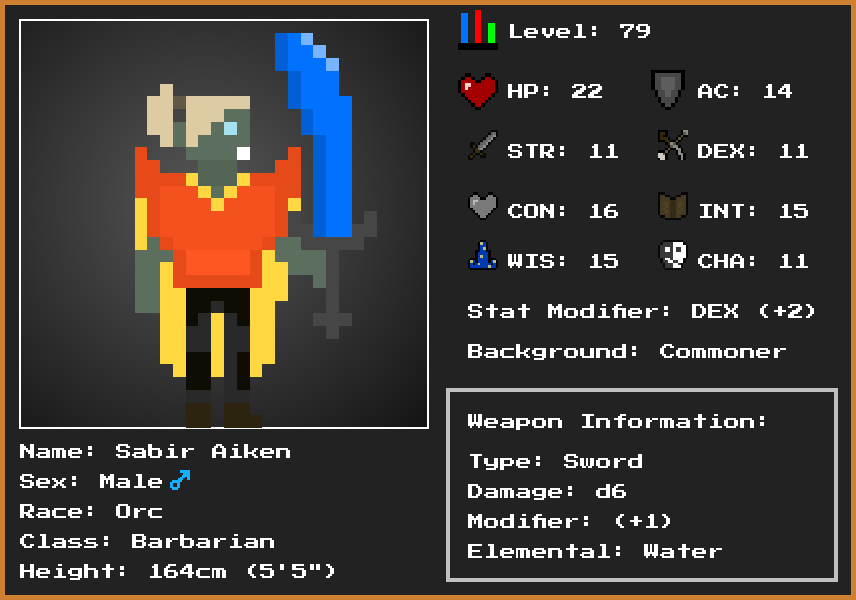 Level: 79
HP: 22 AC: 14
STR: 11 DEX: 11
CON: 16 INT: 15
WIS: 15 CHA: 11
Stat Modifier: DEX (+2)
Background: Commoner
Weapon Information:
Type: Sword
Damage: d6
Modifier: (+1)
Elemental: Water
Name: Sabir Aiken
Sex: Male ♂
Race: Orc
Class: Barbarian
Height: 164cm (5'5")